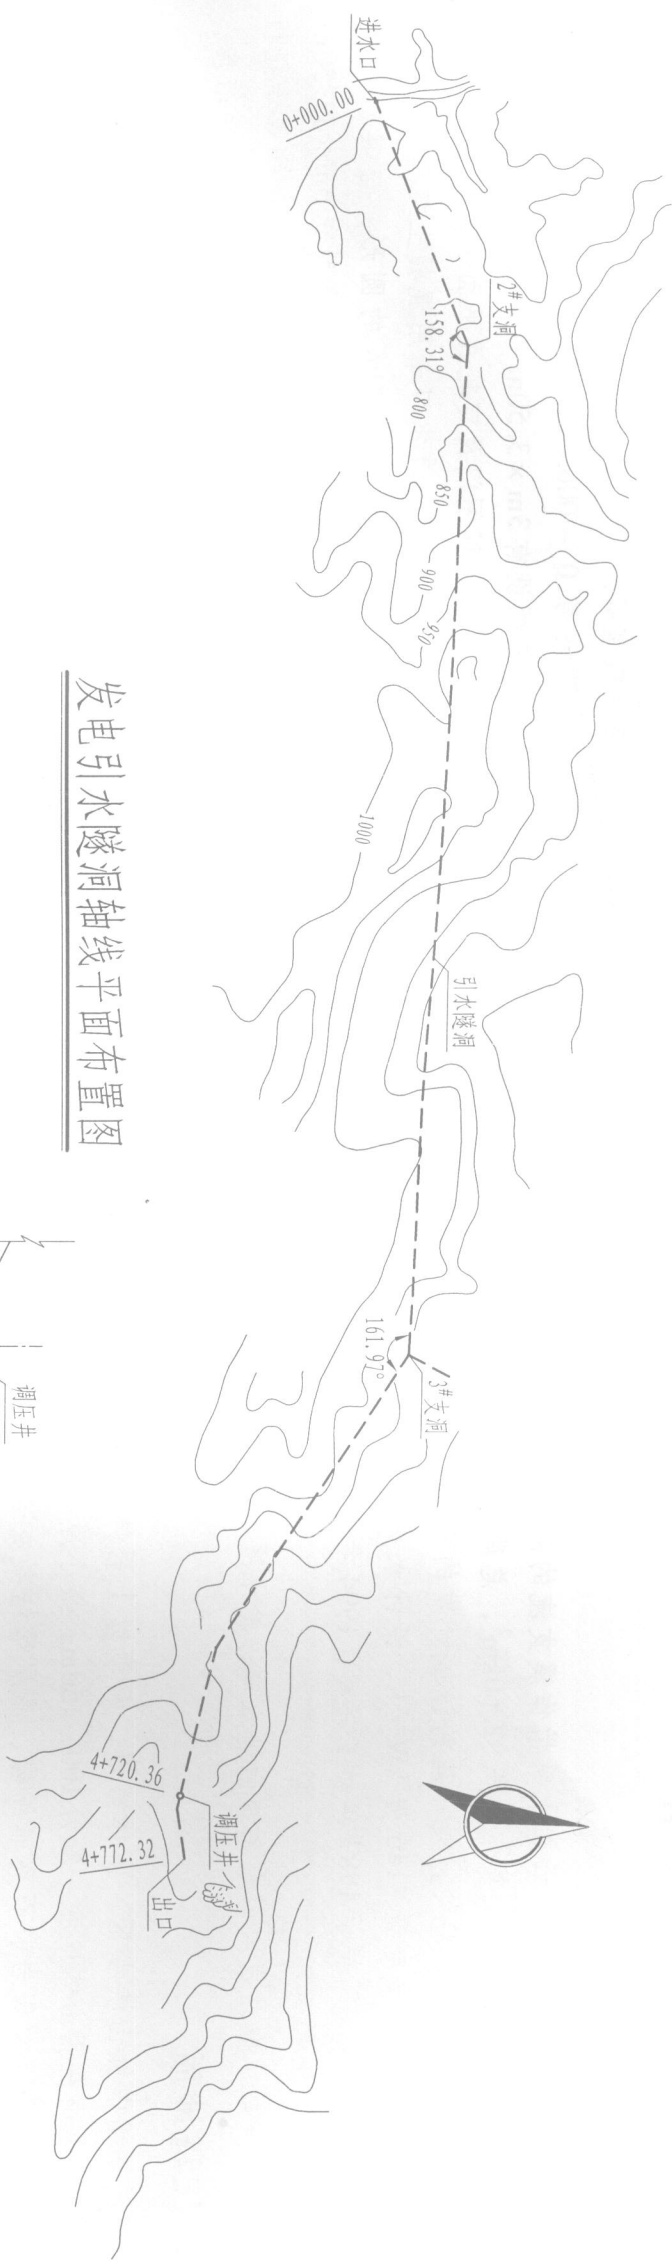 进水口
0+000.00
2#支洞
158.31°
800
850
900
950
1000
引水隧洞
161.97°
3#支洞
4+720.36
调压井
4+772.32
出口
发电引水隧洞轴线平面布置图
调压井